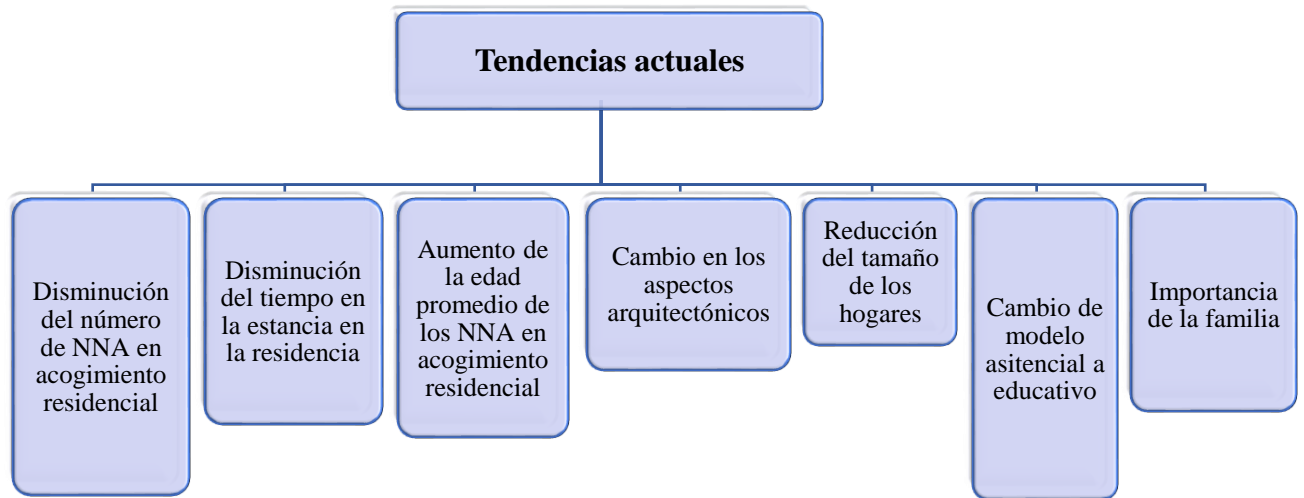 Tendencias actuales
Disminución
del número
de NNA en
acogimiento
residencial
Disminución
del tiempo en
la estancia en
la residencia
Aumento de
la edad
promedio de
los NNA en
acogimiento
residencial
Cambio en los
aspectos
arquitectónicos
Reducción
del tamaño
de los
hogares
Cambio de
modelo
asitencial a
educativo
Importancia
de la familia